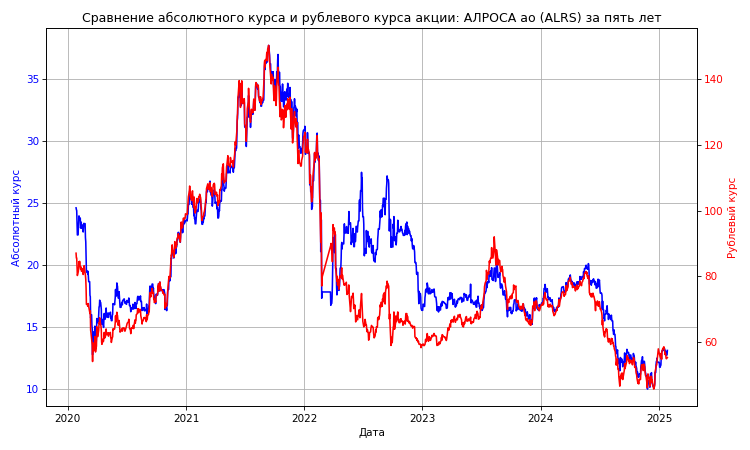 Сравнение абсолютного курса и рублевого курса акции: АЛРОСА ао (ALRS) за пять лет
Абсолютный курс
35
30
25
20
15
10
140
120
100
80
60
Рублевый курс
2020 2021 2022 2023 2024 2025
Дата